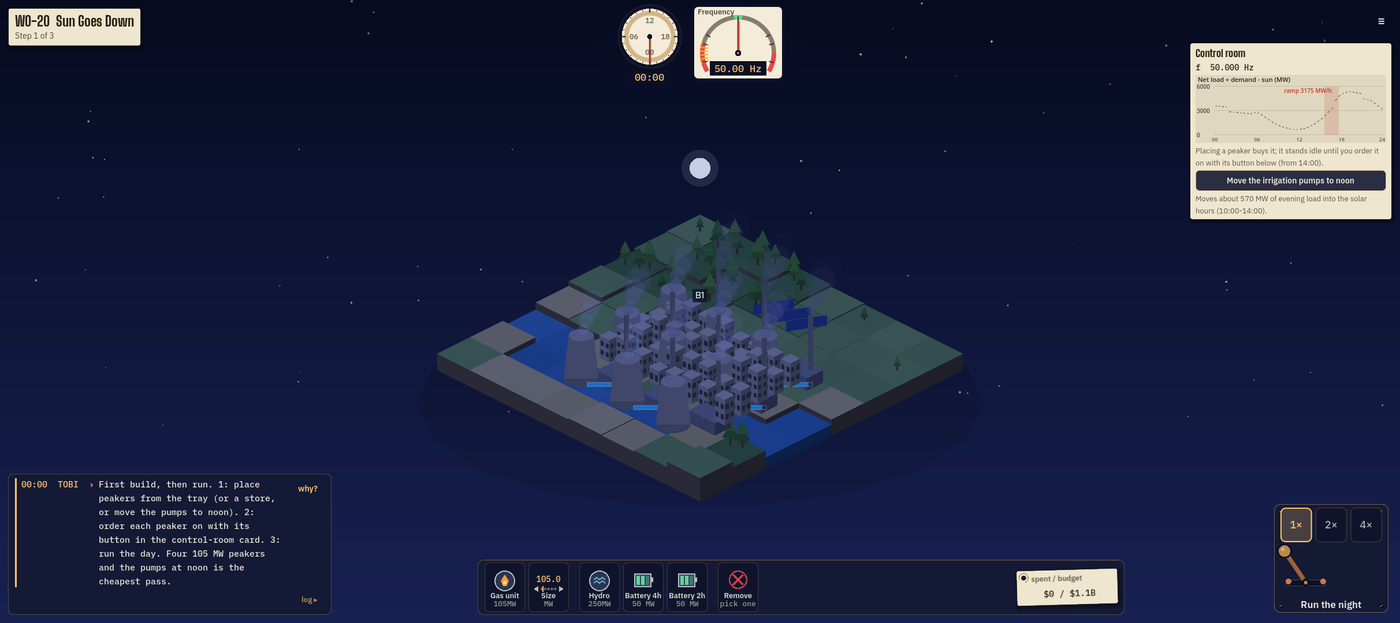 WO-20 Sun Goes Down
Step 1 of 3
12
06
18
00
00:00
Frequency
50.00 Hz
≡
Control room
f 50.000 Hz
Net load = demand - sun (MW)
ramp 3175 MW/h
6000
3000
0
00
06
12
18
24
Placing a peaker buys it; it stands idle until you order it
on with its button below (from 14:00).
Move the irrigation pumps to noon
Moves about 570 MW of evening load into the solar
hours (10:00-14:00).
B1
00:00 TOBI › First build, then run. 1: place
peakers from the tray (or a store,
or move the pumps to noon). 2:
order each peaker on with its
button in the control-room card. 3:
run the day. Four 105 MW peakers
and the pumps at noon is the
cheapest pass.
why?
log ▸
Gas unit
105MW
105.0
Size
MW
Hydro
250MW
Battery 4h
50 MW
Battery 2h
50 MW
Remove
pick one
spent / budget
$0 / $1.1B
1×
2×
4×
Run the night